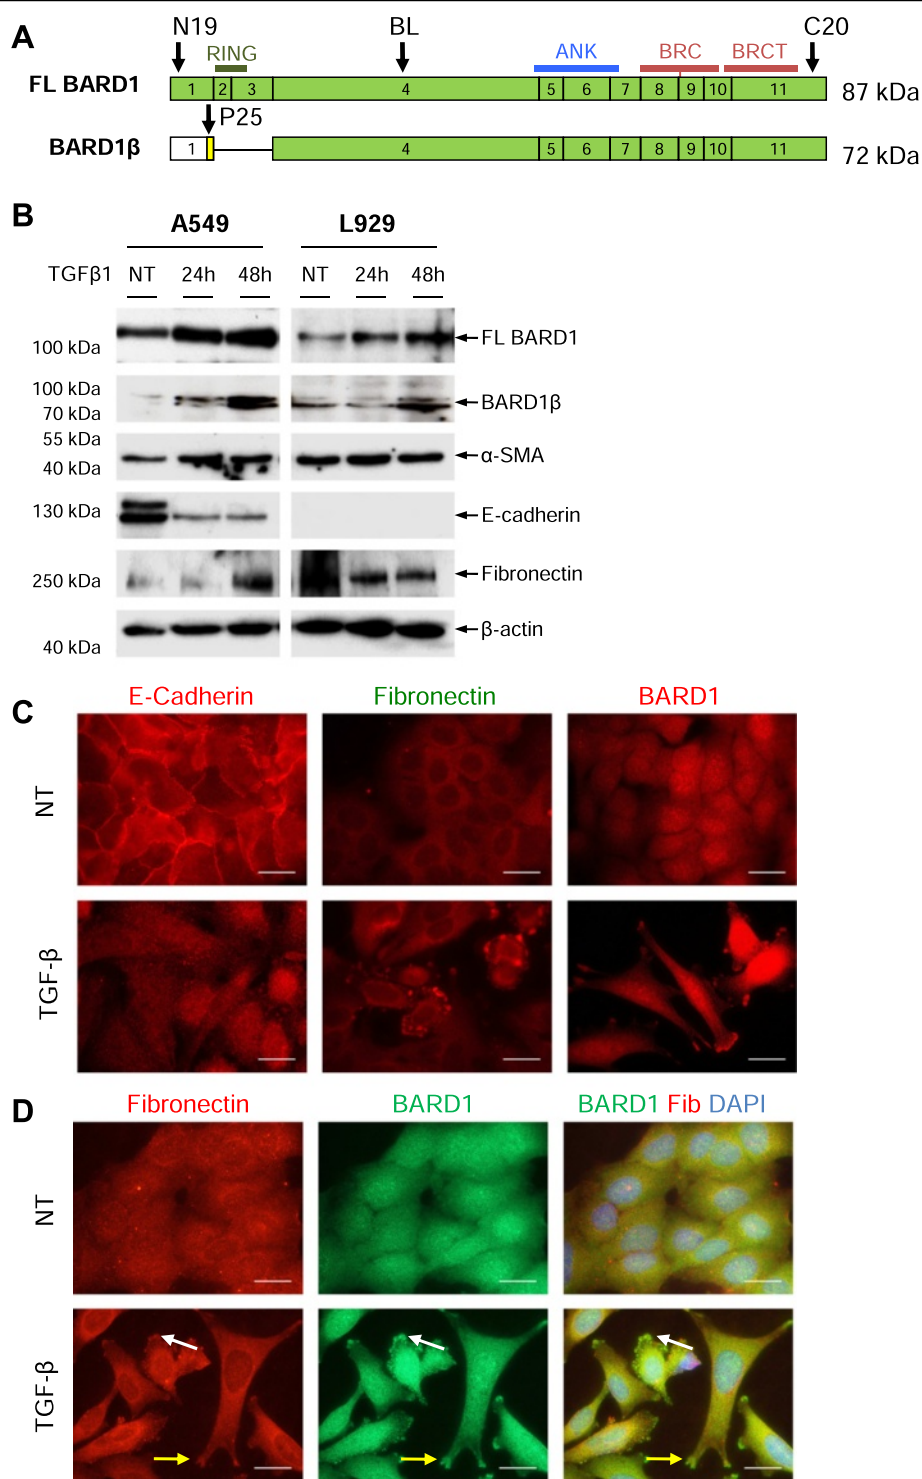 A
N19 BL C20
RING ANK BRC BRCT
FL BARD1 1 2 3 4 5 6 7 8 9 10 11 87 kDa
P25
BARD1β 1 4 5 6 7 8 9 10 11 72 kDa
B
A549 L929
TGFβ1 NT 24h 48h NT 24h 48h
100 kDa FL BARD1
100 kDa
70 kDa BARD1β
55 kDa
40 kDa α-SMA
130 kDa E-cadherin
250 kDa Fibronectin
40 kDa β-actin
C
E-Cadherin Fibronectin BARD1
NT
TGF-β
D
Fibronectin BARD1 BARD1 Fib DAPI
NT
TGF-β